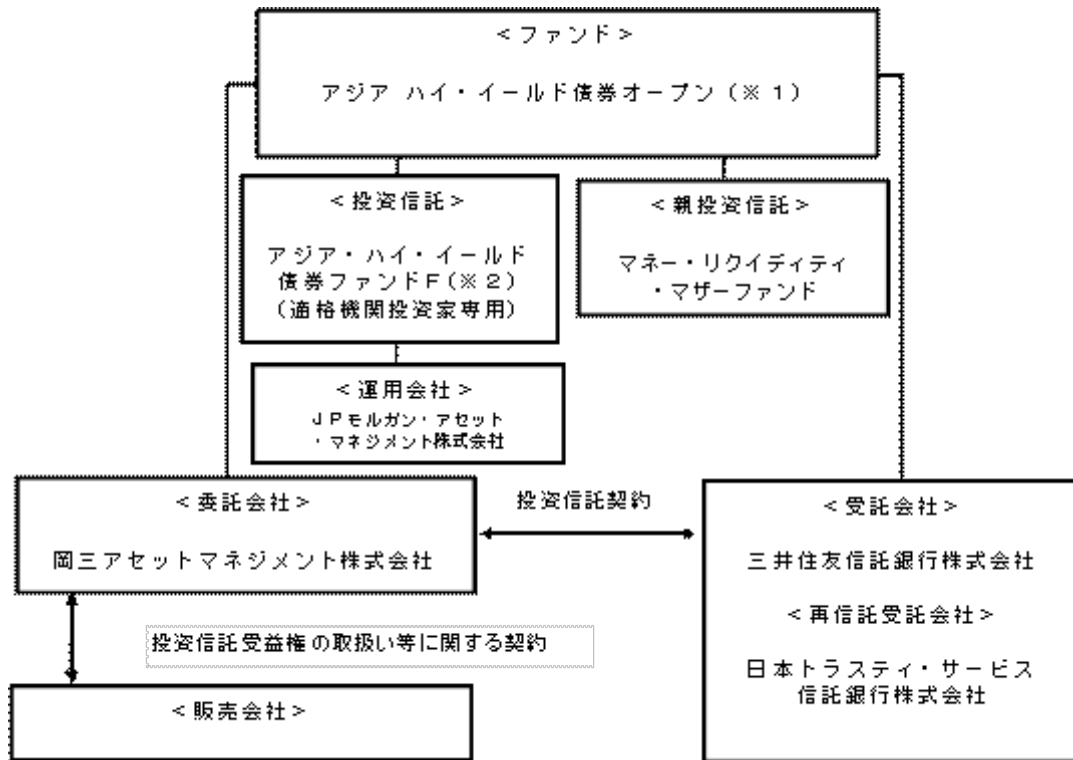 ＜ファンド＞
アジア ハイ・イールド債券オープン（※１）
＜投資信託＞
アジア・ハイ・イールド
債券ファンドＦ（※２）
（適格機関投資家専用）
＜親投資信託＞
マネー・リクイディティ
・マザーファンド
＜運用会社＞
ＪＰモルガン・アセット
・マネジメント株式会社
＜委託会社＞
岡三アセットマネジメント株式会社
投資信託契約
＜受託会社＞
三井住友信託銀行株式会社
＜再信託受託会社＞
日本トラスティ・サービス
信託銀行株式会社
投資信託受益権の取扱い等に関する契約
＜販売会社＞